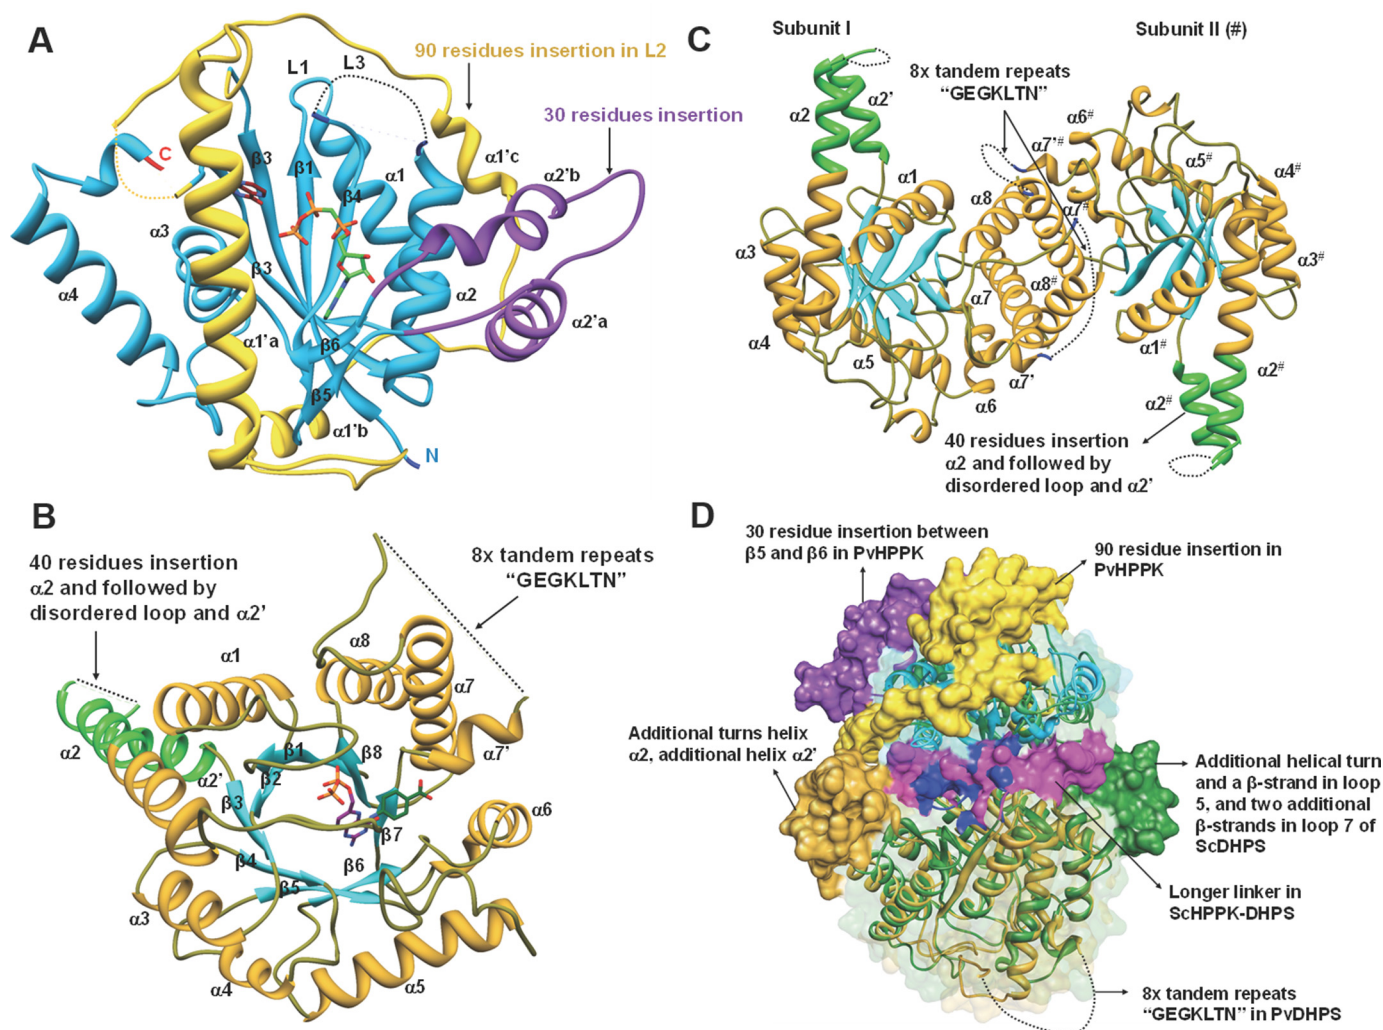 A
90 residues insertion in L2
L1
L3
30 residues insertion
C
β3
β1
β4
α1
α1'c
α2'b
α3
α4
β3
α2
α2'a
α1'a
β6
β5
α1'b
N
B
40 residues insertion
α2 and followed by
disordered loop and α2'
8x tandem repeats
“GEGKLTN”
α1
α8
α7
α2
α2'
β1
β8
α7'
β2
β3
α6
β7
β4
β6
β5
α3
α4
α5
C
Subunit I
Subunit II (#)
8x tandem repeats
“GEGKLTN”
α2
α2'
α6#
α7'#
α5#
α4#
α1
α8
α7#
α3
α3#
α8#
α7
α4
α5
α1#
α7'
α6
α2#
α2#
40 residues insertion
α2 and followed by
disordered loop and α2'
D
30 residue insertion between
β5 and β6 in PvHPPK
90 residue insertion in
PvHPPK
Additional turns helix
α2, additional helix α2'
Additional helical turn
and a β-strand in loop
5, and two additional
β-strands in loop 7 of
ScDHPS
Longer linker in
ScHPPK-DHPS
8x tandem repeats
“GEGKLTN” in PvDHPS